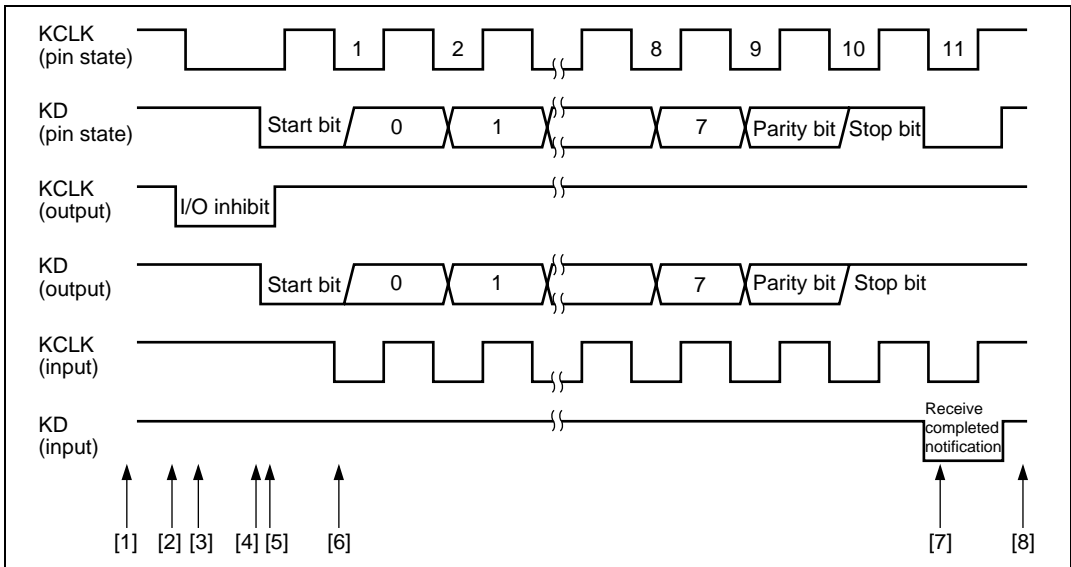 KCLK
(pin state)
1 2 8 9 10 11
KD
(pin state)
Start bit 0 1 7 Parity bit Stop bit
KCLK
(output)
I/O inhibit
KD
(output)
Start bit 0 1 7 Parity bit Stop bit
KCLK
(input)
KD
(input)
Receive
completed
notification
[1] [2] [3] [4] [5] [6] [7] [8]